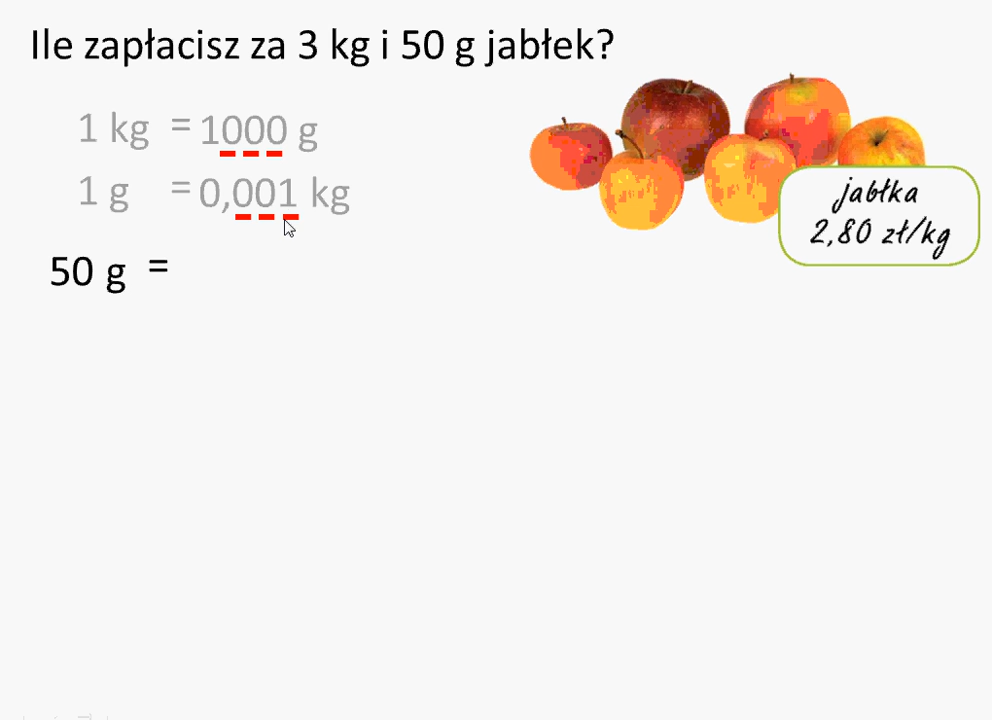 Ile zapłacisz za 3 kg i 50 g jabłek?
1 kg = 1000 g
1 g = 0,001 kg
jabłka
2,80 zł/kg
50 g =